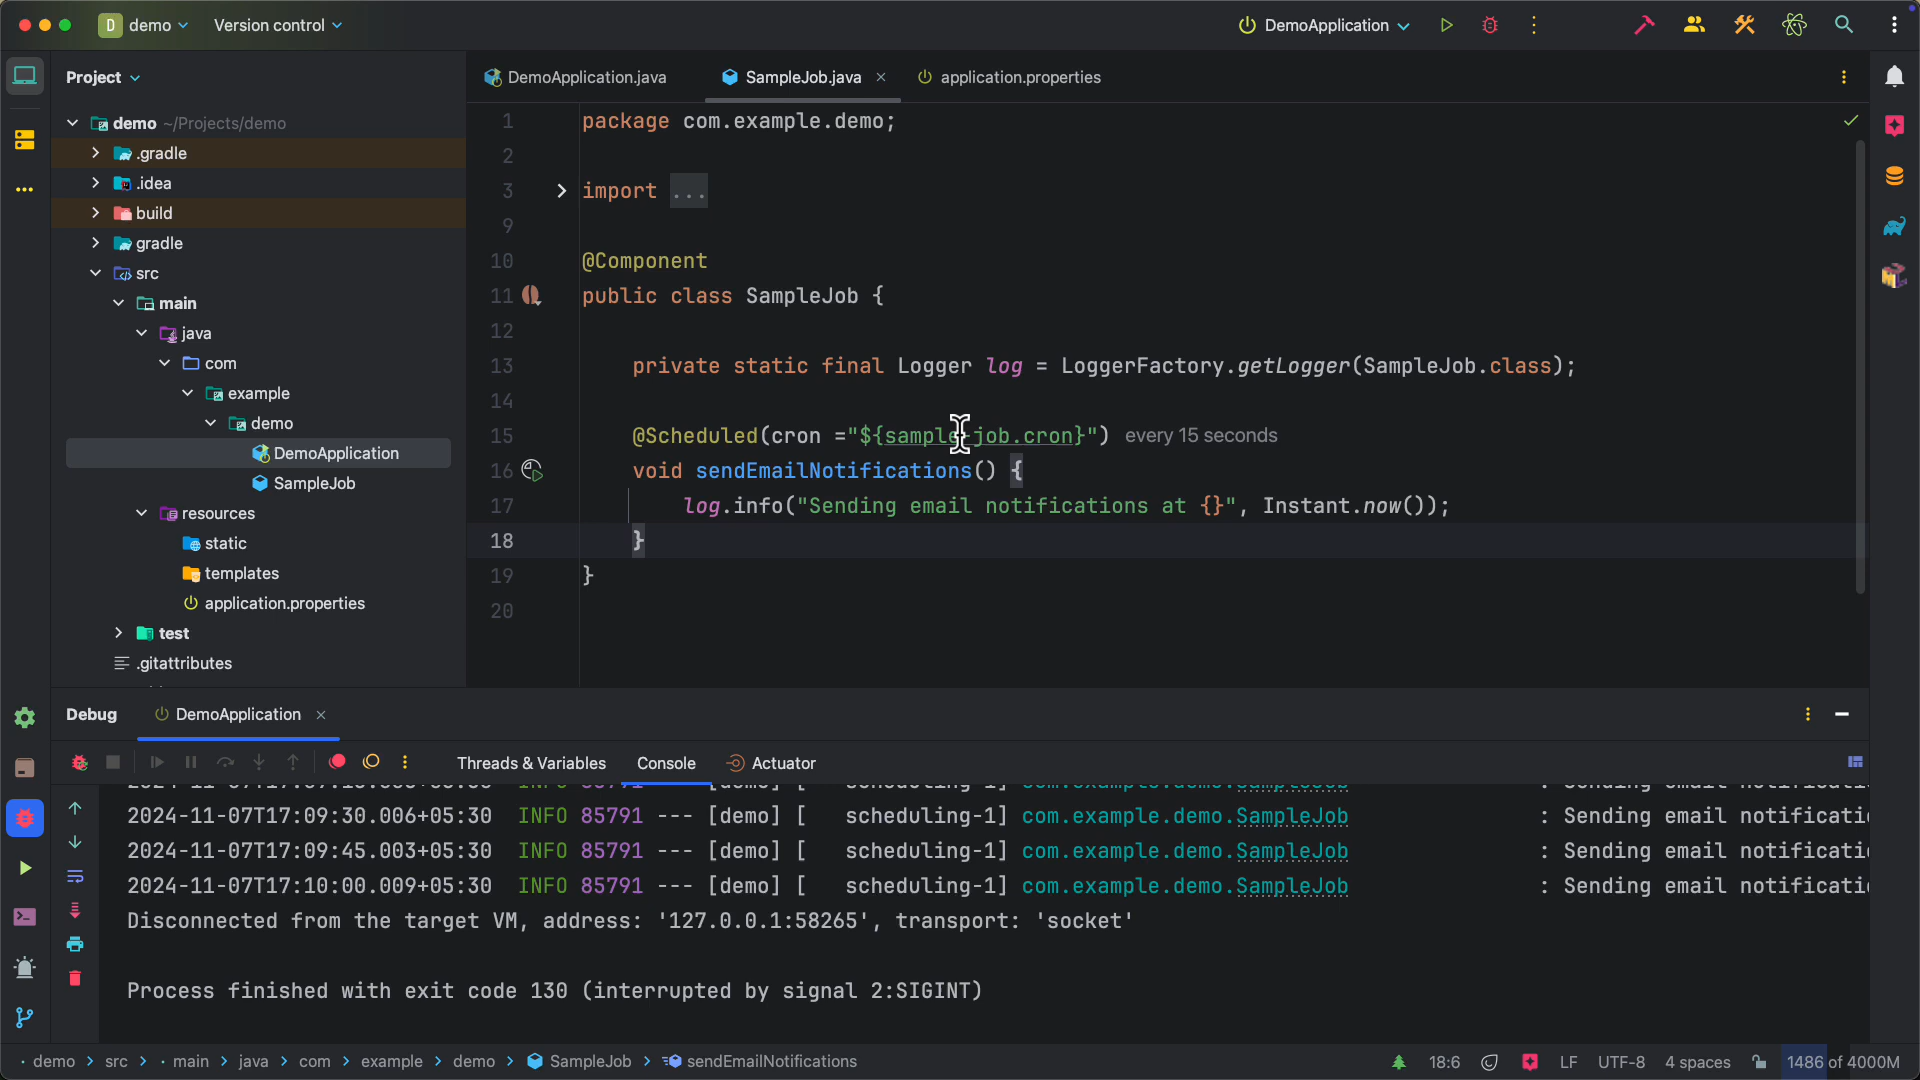 D demo Version control DemoApplication
Project
demo ~/Projects/demo
.gradle
.idea
build
gradle
src
main
java
com
example
demo
DemoApplication
SampleJob
resources
static
templates
application.properties
test
.gitattributes
DemoApplication.java SampleJob.java application.properties
1 package com.example.demo;
2
3 import ...
9
10 @Component
11 public class SampleJob {
12
13 private static final Logger log = LoggerFactory.getLogger(SampleJob.class);
14
15 @Scheduled(cron ="${sample-job.cron}") every 15 seconds
16 void sendEmailNotifications() {
17 log.info("Sending email notifications at {}", Instant.now());
18 }
19 }
20
Debug DemoApplication
Threads & Variables Console Actuator
2024-11-07T17:09:30.006+05:30 INFO 85791 --- [demo] [ scheduling-1] com.example.demo.SampleJob : Sending email notificati
2024-11-07T17:09:45.003+05:30 INFO 85791 --- [demo] [ scheduling-1] com.example.demo.SampleJob : Sending email notificati
2024-11-07T17:10:00.009+05:30 INFO 85791 --- [demo] [ scheduling-1] com.example.demo.SampleJob : Sending email notificati
Disconnected from the target VM, address: '127.0.0.1:58265', transport: 'socket'
Process finished with exit code 130 (interrupted by signal 2:SIGINT)
demo > src > main > java > com > example > demo > SampleJob > sendEmailNotifications 18:6 LF UTF-8 4 spaces 1486 of 4000M